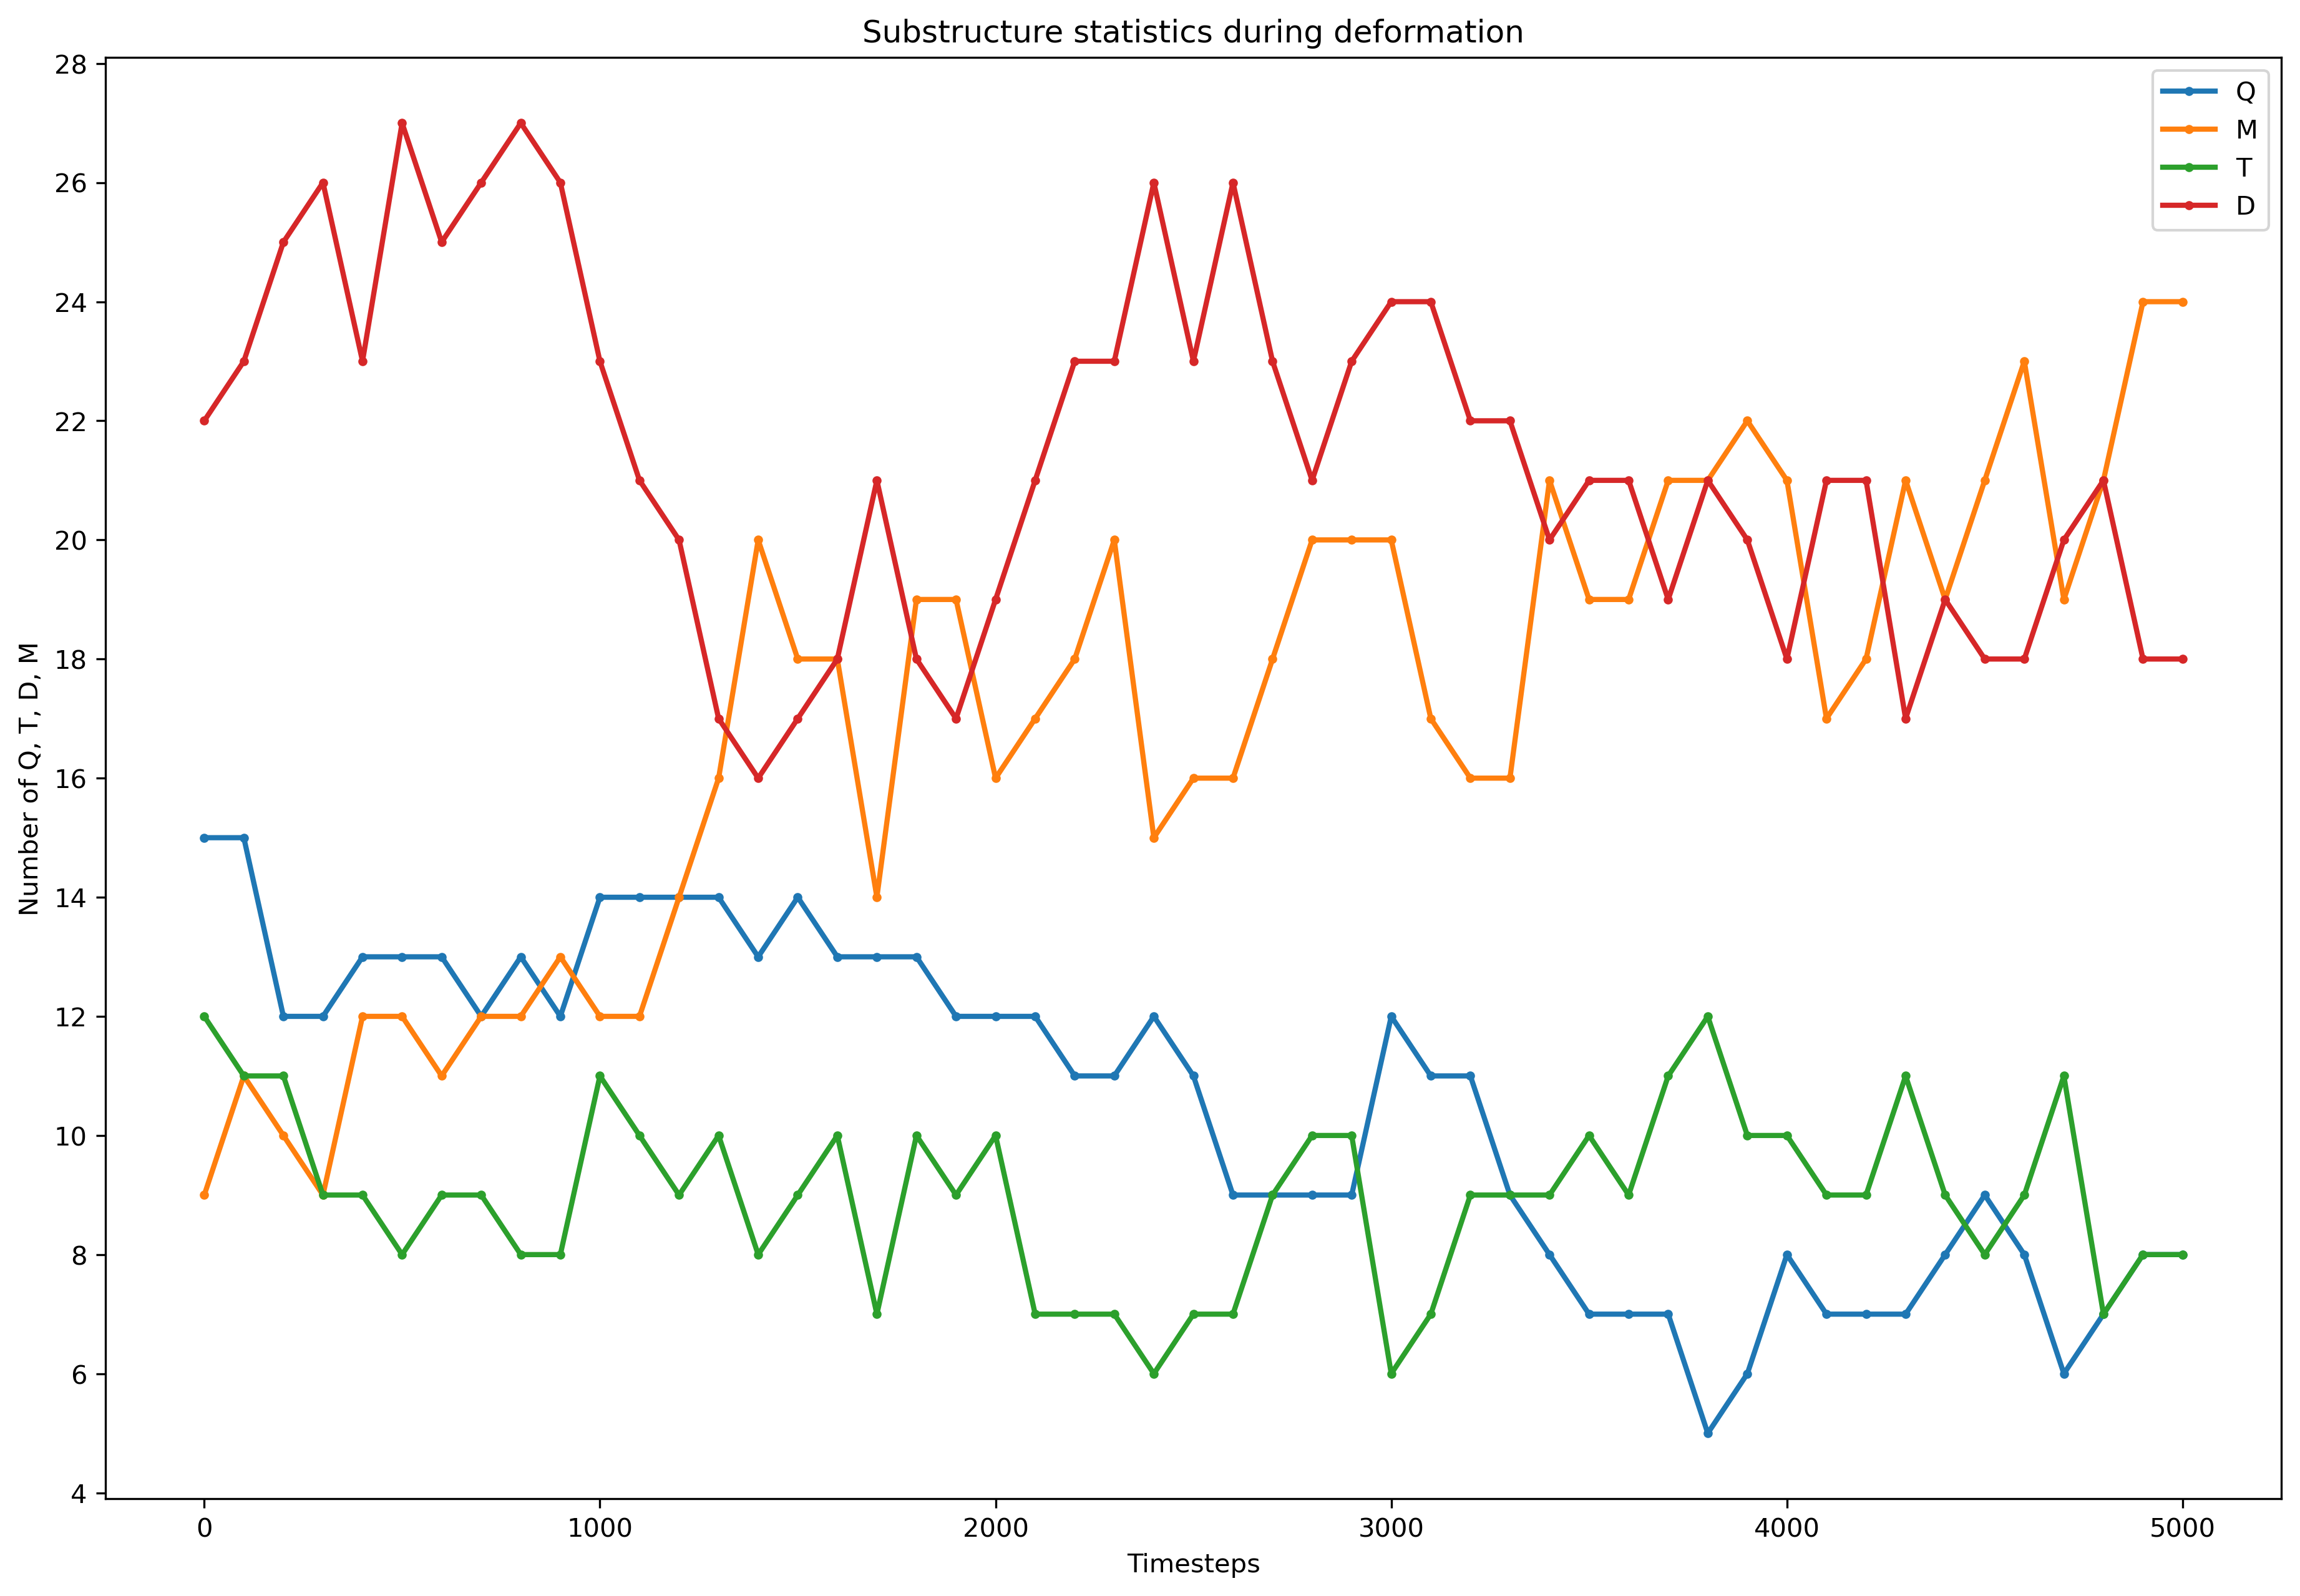 Substructure statistics during deformation
28
26
24
22
20
18
16
14
12
10
8
6
4
Number of Q, T, D, M
Q
M
T
D
0 1000 2000 3000 4000 5000
Timesteps